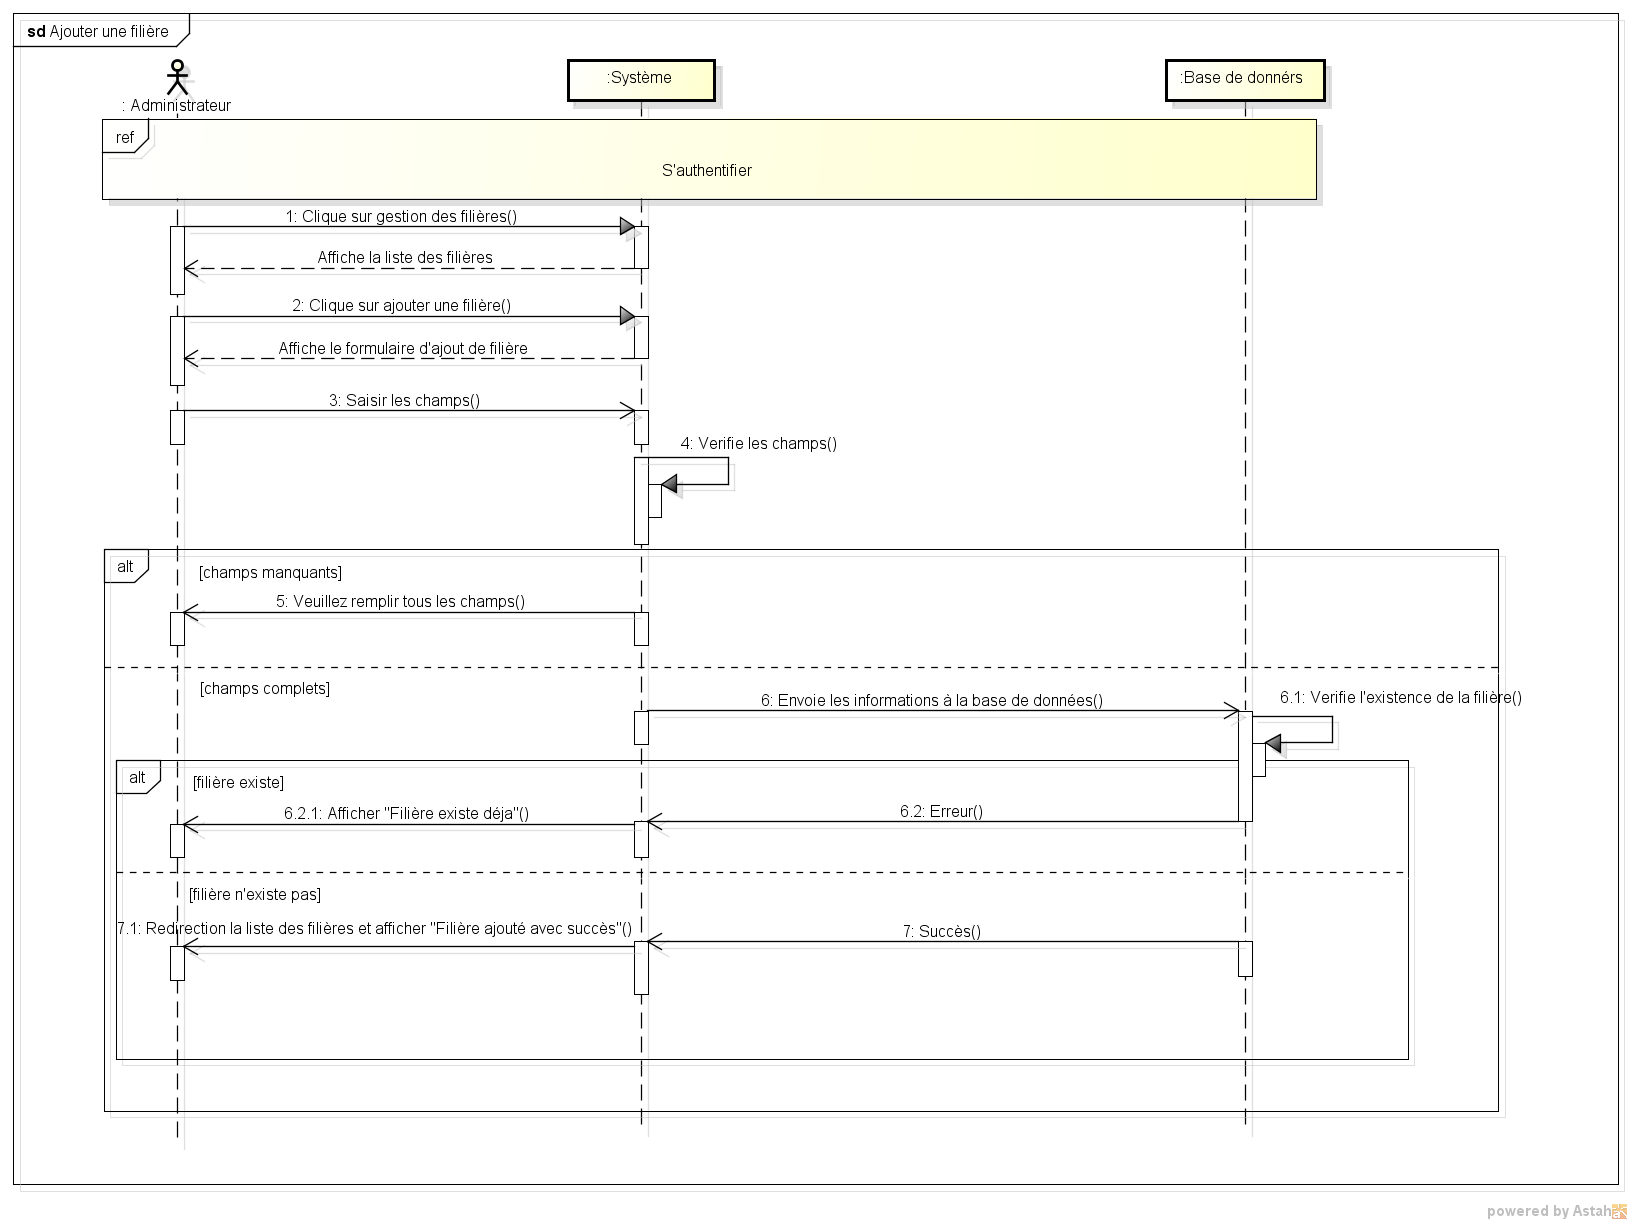 sd Ajouter une filière
: Administrateur
:Système
:Base de donnérs
ref
S'authentifier
1: Clique sur gestion des filières()
Affiche la liste des filières
2: Clique sur ajouter une filière()
Affiche le formulaire d'ajout de filière
3: Saisir les champs()
4: Verifie les champs()
alt
[champs manquants]
5: Veuillez remplir tous les champs()
[champs complets]
6: Envoie les informations à la base de données()
6.1: Verifie l'existence de la filière()
alt
[filière existe]
6.2.1: Afficher "Filière existe déja"()
6.2: Erreur()
[filière n'existe pas]
7.1: Redirection la liste des filières et afficher "Filière ajouté avec succès"()
7: Succès()
powered by Astah